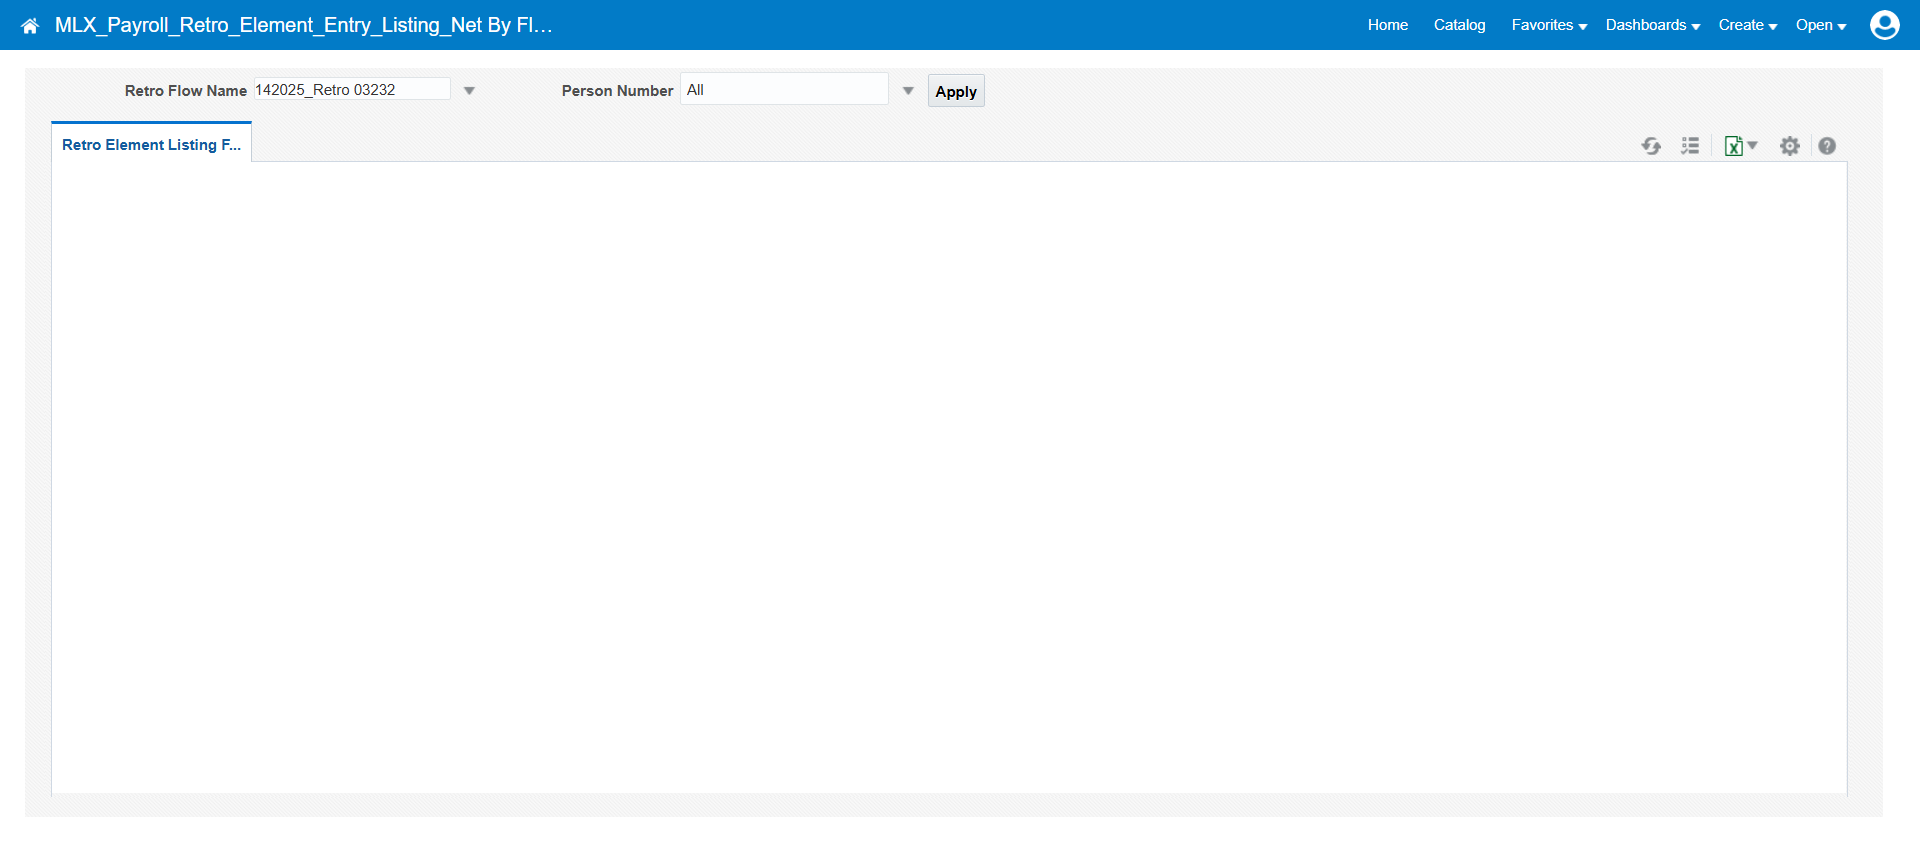 MLX_Payroll_Retro_Element_Entry_Listing_Net By Fl...
Home Catalog Favorites Dashboards Create Open
Retro Flow Name 142025_Retro 03232 Person Number All Apply
Retro Element Listing F...